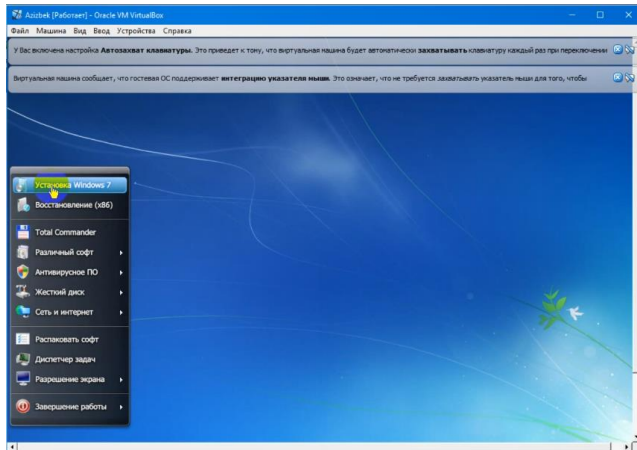 Azizbek [Работает] - Oracle VM VirtualBox
Файл Машина Вид Ввод Устройства Справка
У Вас включена настройка Автозахват клавиатуры. Это приведет к тому, что виртуальная машина будет автоматически захватывать клавиатуру каждый раз при переключении
Виртуальная машина сообщает, что гостевая ОС поддерживает интеграцию указателя мыши. Это означает, что не требуется захватывать указатель мыши для того, чтобы
Установка Windows 7
Восстановление (x86)
Total Commander
Различный софт
Антивирусное ПО
Жесткий диск
Сеть и интернет
Распаковать софт
Диспетчер задач
Разрешение экрана
Завершение работы